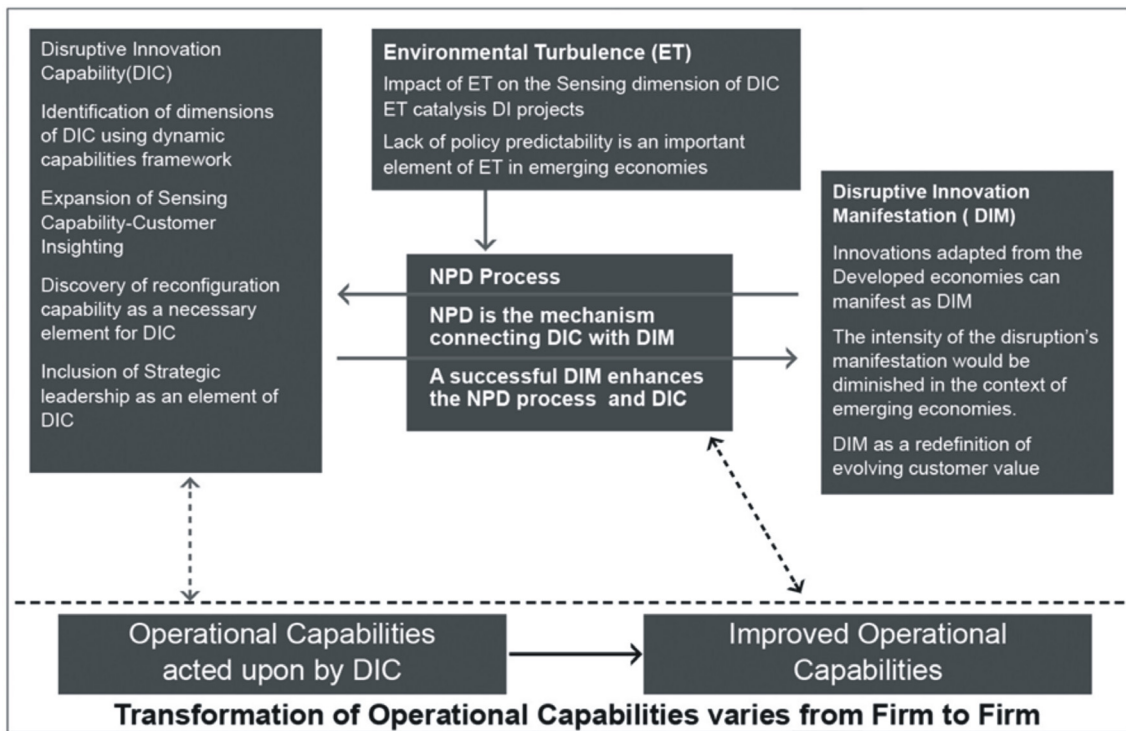 Disruptive Innovation
Capability(DIC)
Identification of dimensions
of DIC using dynamic
capabilities framework
Expansion of Sensing
Capability-Customer
Insighting
Discovery of reconfiguration
capability as a necessary
element for DIC
Inclusion of Strategic
leadership as an element of
DIC
Environmental Turbulence (ET)
Impact of ET on the Sensing dimension of DIC
ET catalysis DI projects
Lack of policy predictability is an important
element of ET in emerging economies
NPD Process
NPD is the mechanism
connecting DIC with DIM
A successful DIM enhances
the NPD process and DIC
Disruptive Innovation
Manifestation ( DIM)
Innovations adapted from the
Developed economies can
manifest as DIM
The intensity of the disruption's
manifestation would be
diminished in the context of
emerging economies.
DIM as a redefinition of
evolving customer value
Operational Capabilities
acted upon by DIC
Improved Operational
Capabilities
Transformation of Operational Capabilities varies from Firm to Firm